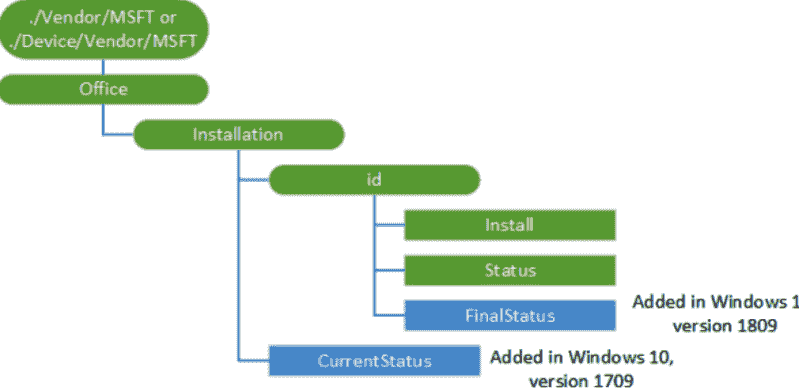 ./Vendor/MSFT or
./Device/Vendor/MSFT
Office
Installation
id
Install
Status
FinalStatus
Added in Windows 1
version 1809
CurrentStatus
Added in Windows 10,
version 1709